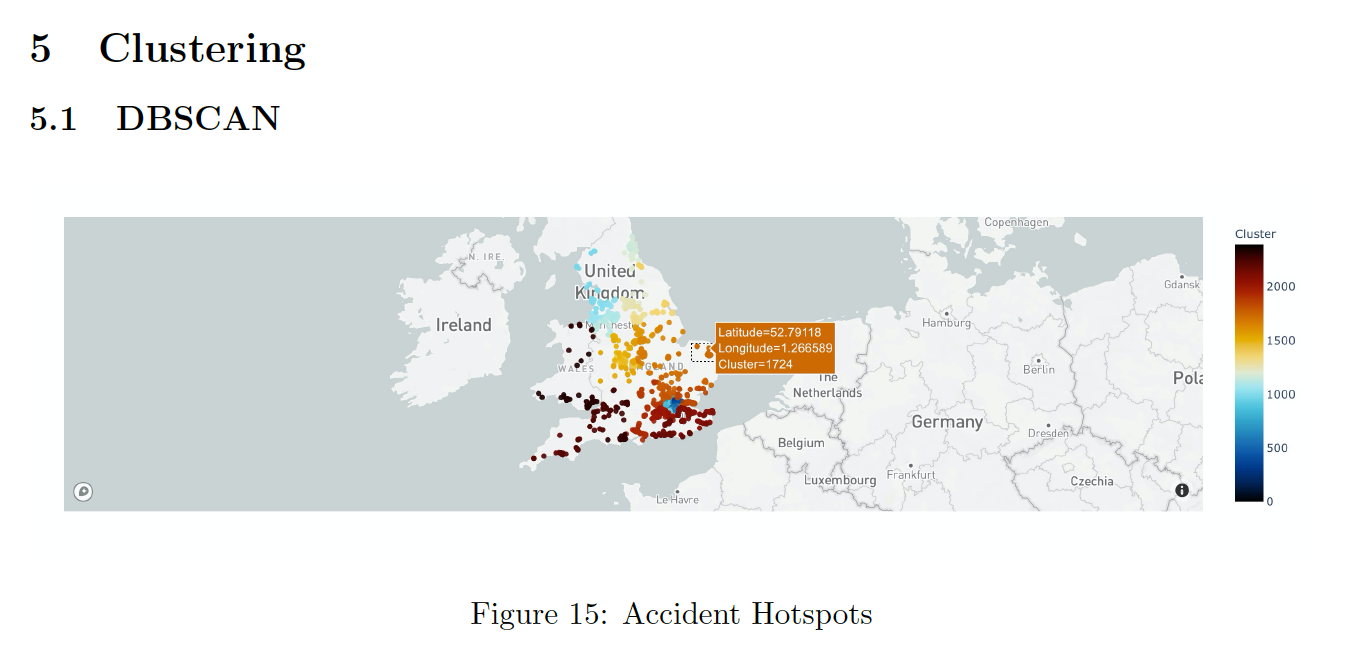 5 Clustering
5.1 DBSCAN
Copenhagen
Cluster
N. IRE.
United
Kingdom
Gdansk
2000
Ireland
Hamburg
Latitude=52.79118
Longitude=1.266589
Cluster=1724
1500
WALES
Berlin
The
Netherlands
Pola
1000
Germany
Dresden
Belgium
500
Luxembourg
Frankfurt
Czechia
Le Havre
0
Figure 15: Accident Hotspots